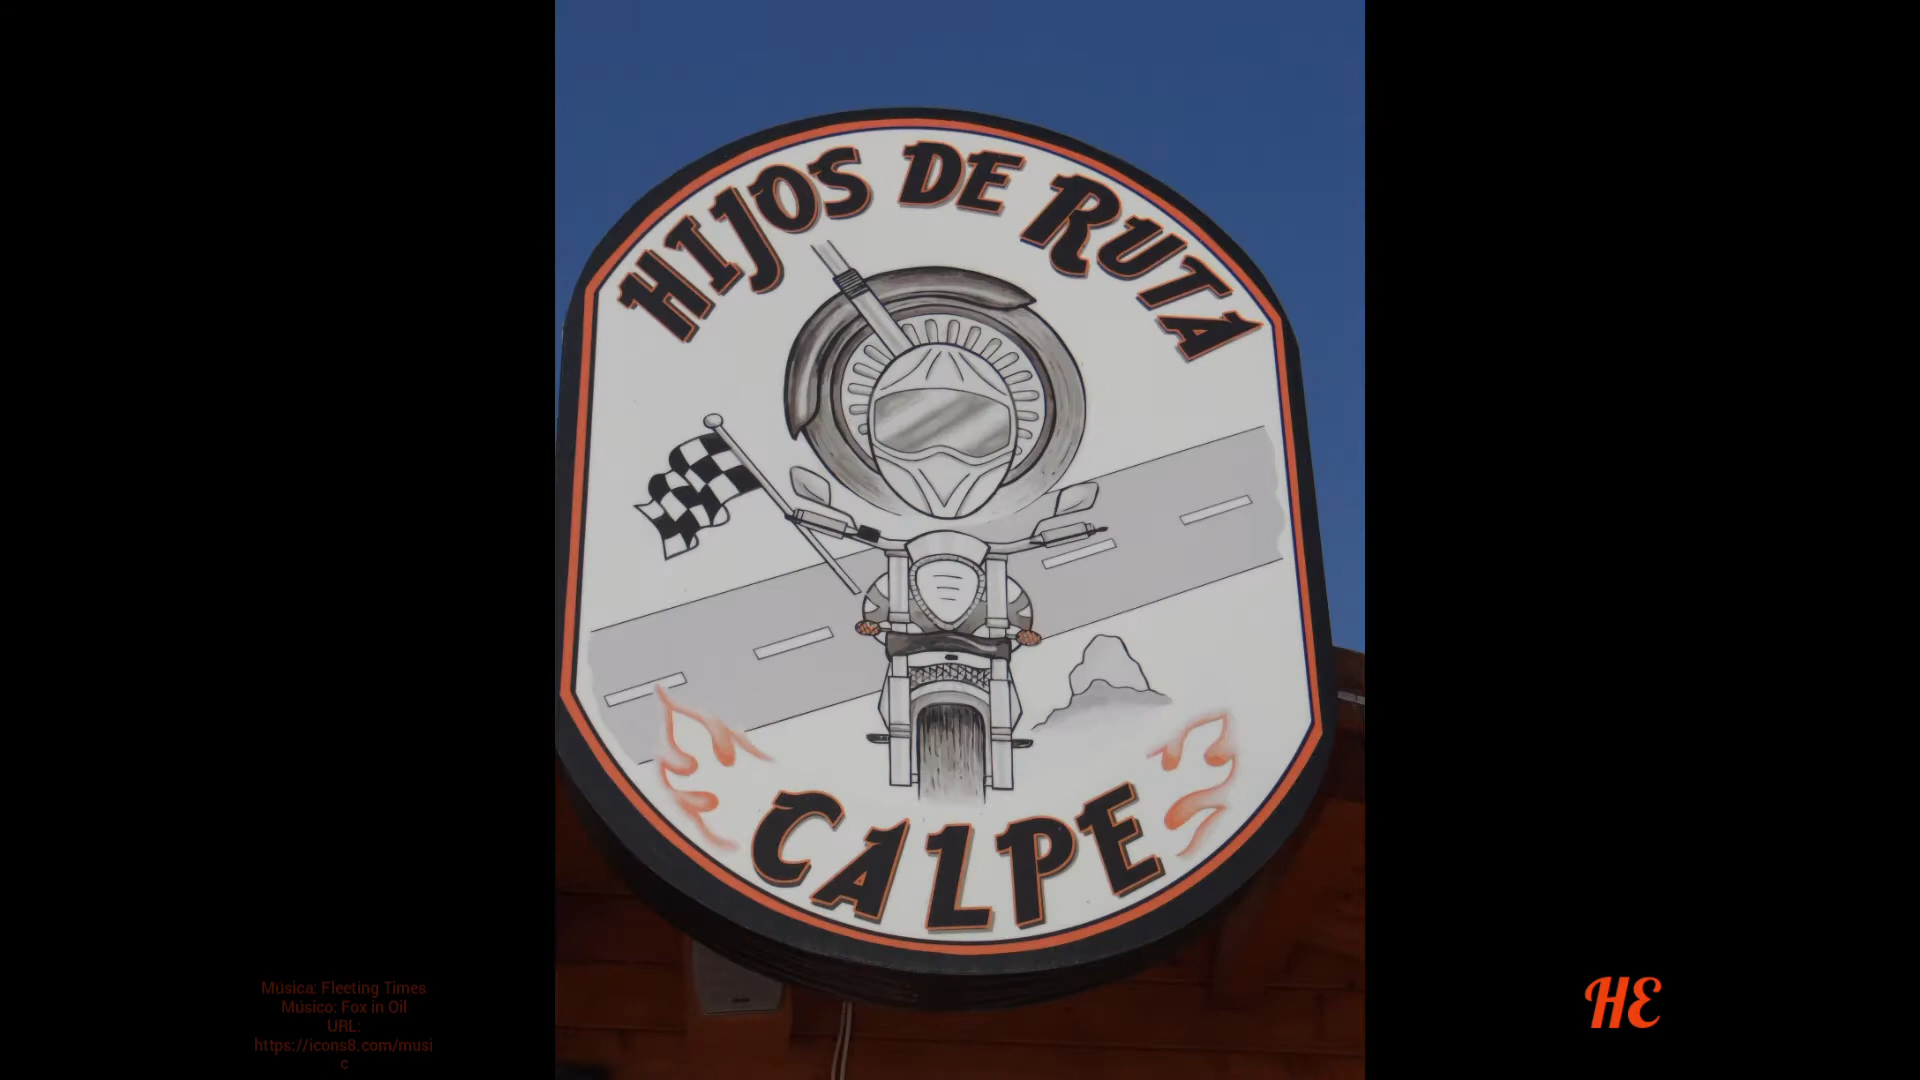 HIJOS DE RUTA
CALPE
Música: Fleeting Times
Músico: Fox in Oil
URL:
https://icons8.com/musi
c
HE